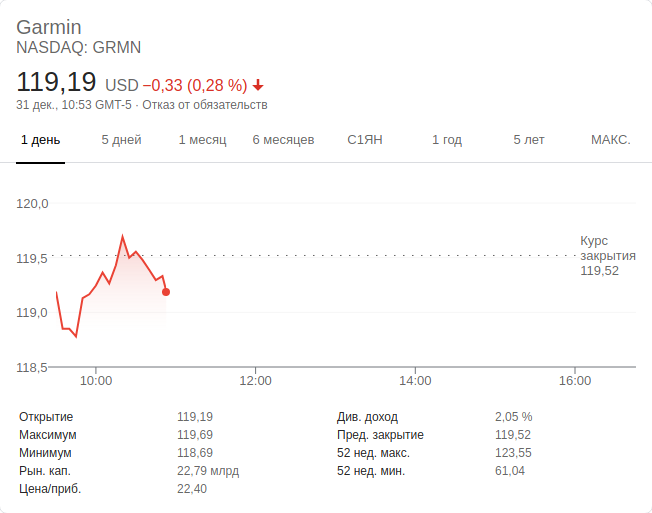 Garmin
NASDAQ: GRMN
119,19 USD −0,33 (0,28 %)
31 дек., 10:53 GMT-5 · Отказ от обязательств
1 день 5 дней 1 месяц 6 месяцев С1ЯН 1 год 5 лет МАКС.
120,0
119,5
119,0
118,5
Курс
закрытия
119,52
10:00 12:00 14:00 16:00
Открытие 119,19
Максимум 119,69
Минимум 118,69
Рын. кап. 22,79 млрд
Цена/приб. 22,40
Див. доход 2,05 %
Пред. закрытие 119,52
52 нед. макс. 123,55
52 нед. мин. 61,04